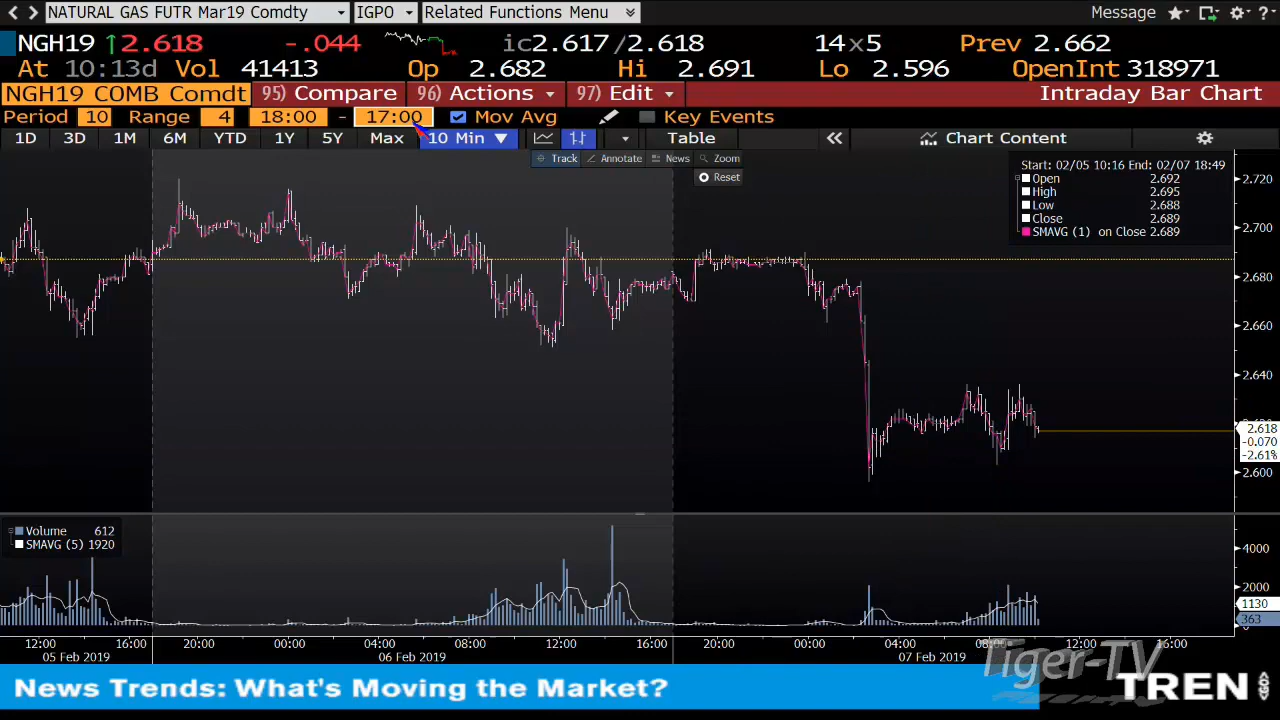 NATURAL GAS FUTR Mar19 Comdty IGPO Related Functions Menu Message
NGH19 2.618 -.044 ic2.617/2.618 14x5 Prev 2.662
At 10:13d Vol 41413 Op 2.682 Hi 2.691 Lo 2.596 OpenInt 318971
NGH19 COMB Comdt 95) Compare 96) Actions 97) Edit Intraday Bar Chart
Period 10 Range 4 18:00 - 17:00 Mov Avg Key Events
1D 3D 1M 6M YTD 1Y 5Y Max 10 Min Table Chart Content
Track Annotate News Zoom
Reset
Start: 02/05 10:16 End: 02/07 18:49
Open 2.692
High 2.695
Low 2.688
Close 2.689
SMAVG (1) on Close 2.689
2.720
2.700
2.680
2.660
2.640
2.618
-0.070
-2.61%
2.600
Volume 612
SMAVG (5) 1920
4000
2000
1130
363
0
12:00 16:00 20:00 00:00 04:00 08:00 12:00 16:00 20:00 00:00 04:00 08:00 12:00 16:00
05 Feb 2019 06 Feb 2019 07 Feb 2019
Tiger-TV
News Trends: What's Moving the Market?
TREN